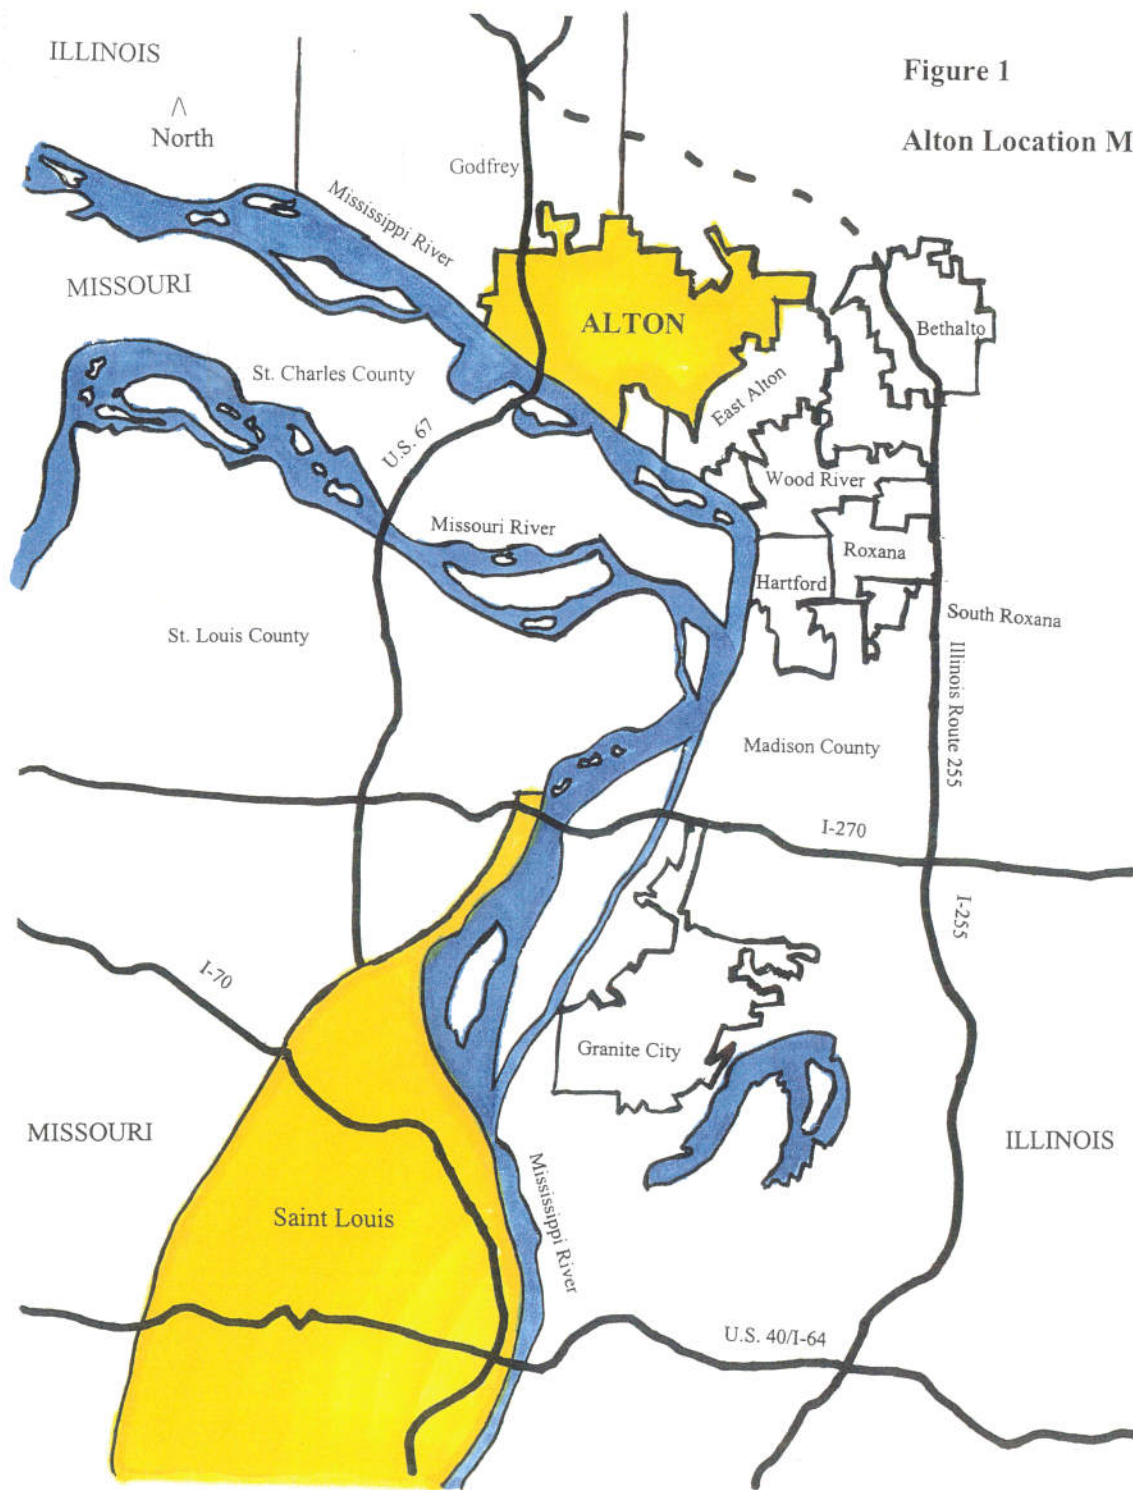 ILLINOIS
North
Figure 1
Alton Location M
Godfrey
Mississippi River
MISSOURI
ALTON
Bethalto
St. Charles County
East Alton
U.S. 67
Wood River
Missouri River
Roxana
Hartford
South Roxana
St. Louis County
Illinois Route 255
Madison County
I-270
I-255
I-70
Granite City
MISSOURI
ILLINOIS
Mississippi River
Saint Louis
U.S. 40/I-64